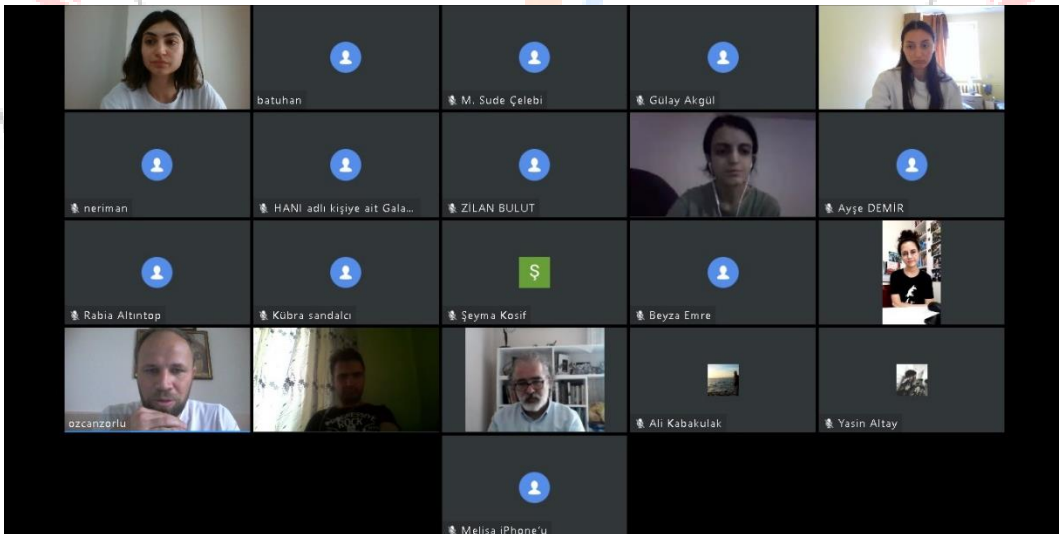 batuhan
M. Sude Çelebi
Gülay Akgül
neriman
HANI adlı kişiye ait Gala...
ZİLAN BULUT
Ayşe DEMİR
Rabia Altıntop
Kübra sandalcı
Ş
Şeyma Kosif
Beyza Emre
ozcanzorlu
ROCK
Ali Kabakulak
Yasin Altay
Melisa iPhone'u